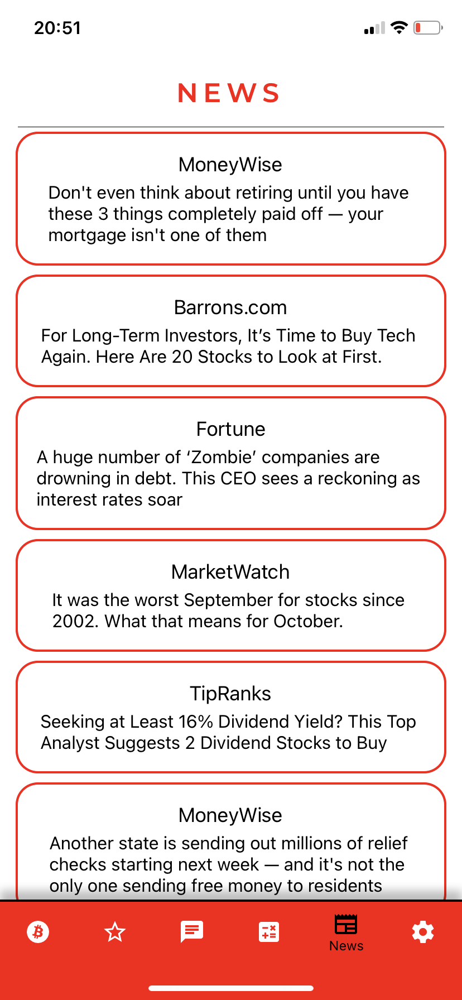 20:51
NEWS
MoneyWise
Don't even think about retiring until you have
these 3 things completely paid off — your
mortgage isn't one of them
Barrons.com
For Long-Term Investors, It’s Time to Buy Tech
Again. Here Are 20 Stocks to Look at First.
Fortune
A huge number of ‘Zombie’ companies are
drowning in debt. This CEO sees a reckoning as
interest rates soar
MarketWatch
It was the worst September for stocks since
2002. What that means for October.
TipRanks
Seeking at Least 16% Dividend Yield? This Top
Analyst Suggests 2 Dividend Stocks to Buy
MoneyWise
Another state is sending out millions of relief
checks starting next week — and it's not the
only one sending free money to residents
News